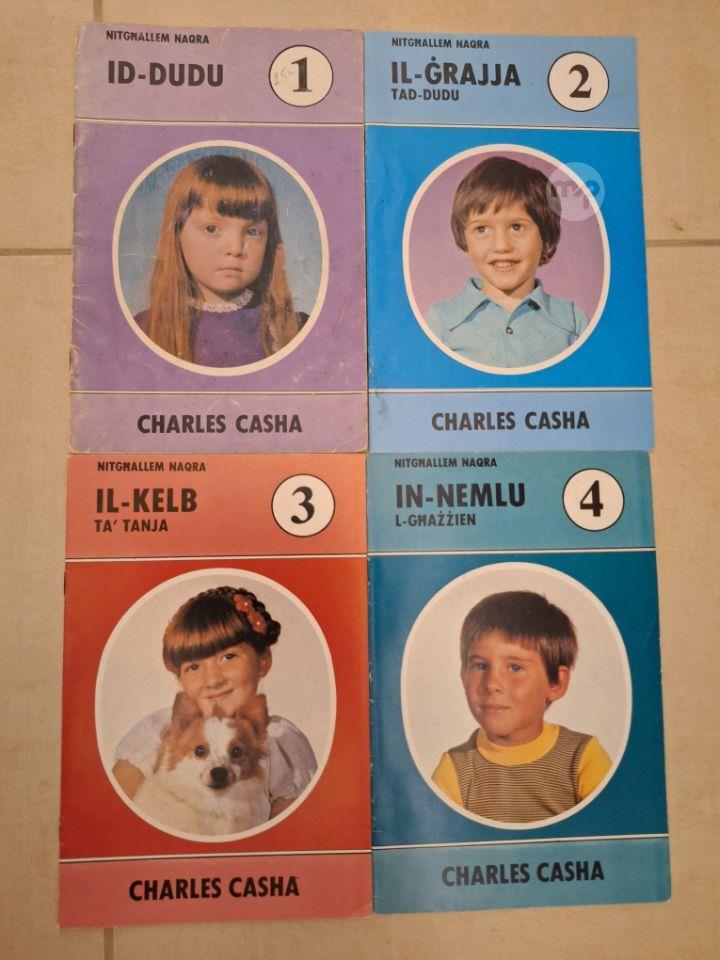 NITGĦALLEM NAQRA
ID-DUDU
1
CHARLES CASHA
NITGĦALLEM NAQRA
IL-ĠRAJJA
TAD-DUDU
2
msp
CHARLES CASHA
NITGĦALLEM NAQRA
IL-KELB
TA' TANJA
3
CHARLES CASHA
NITGĦALLEM NAQRA
IN-NEMLU
L-GĦAŻŻIEN
4
CHARLES CASHA